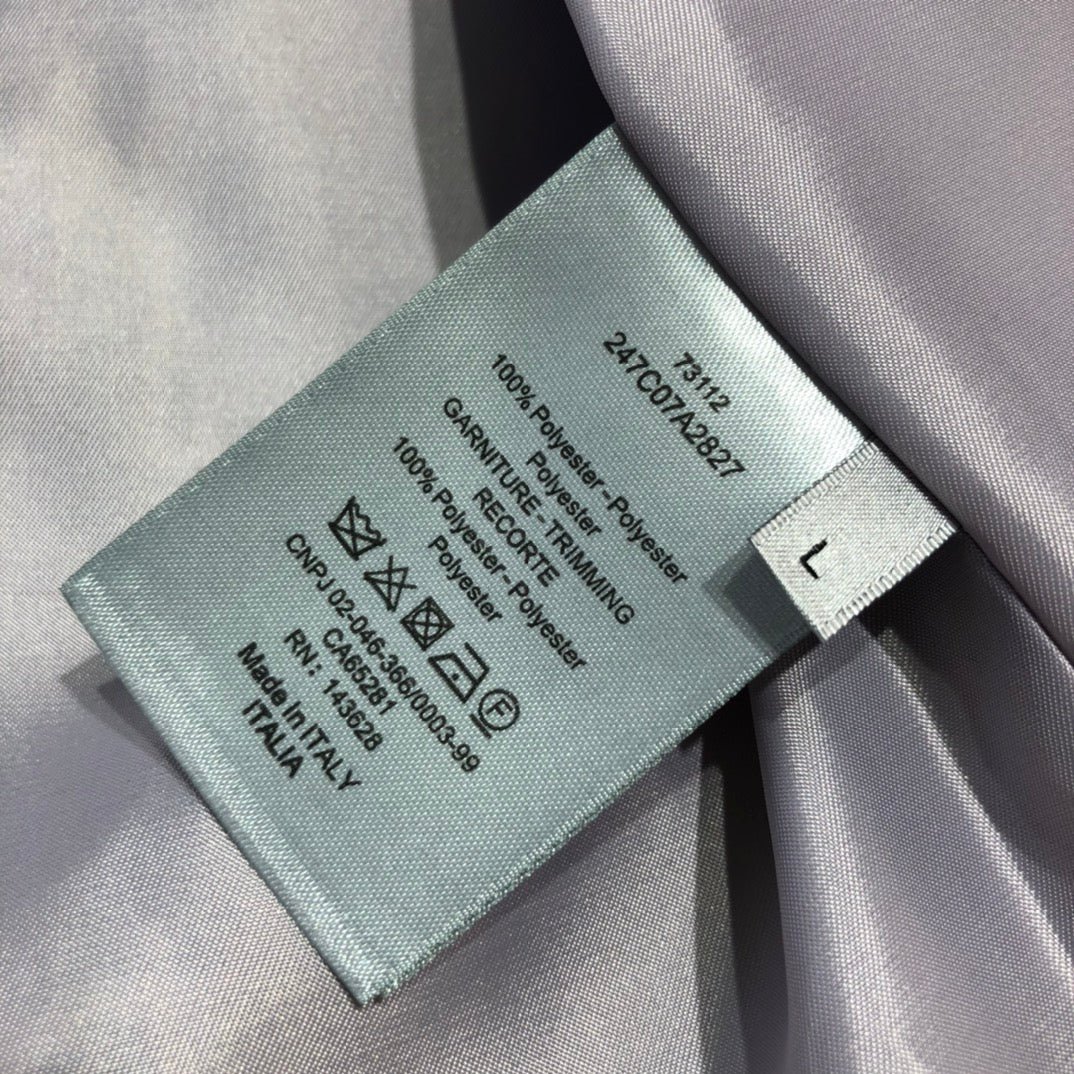 73112
247C07A2827
100% Polyester-Polyester
Polyester
GARNITURE-TRIMMING
RECORTE
100% Polyester-Polyester
Polyester
F
CNPJ 02-046-366/0003-99
CA65281
RN: 143628
Made In ITALY
ITALIA
L